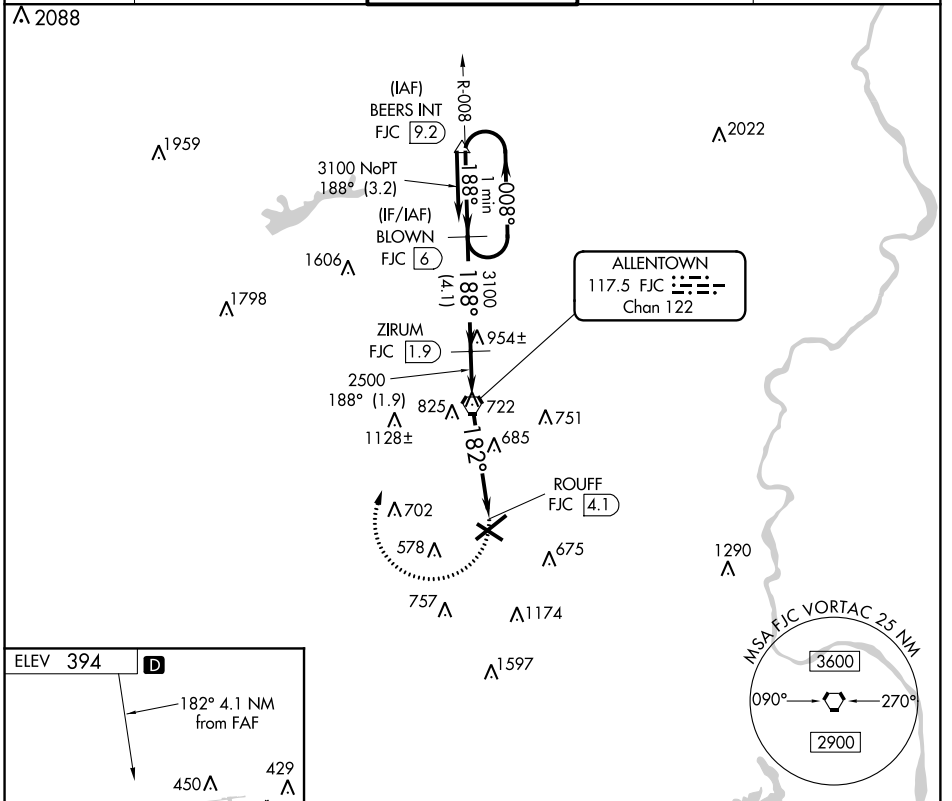 2088
(IAF)
BEERS INT
FJC 9.2
R-008
1959
2022
3100 NoPT
188° (3.2)
188°
1 min
008°
(IF/IAF)
BLOWN
FJC 6
1606
3100
188°
(4.1)
ALLENTOWN
117.5 FJC
Chan 122
1798
ZIRUM
FJC 1.9
954±
2500
188° (1.9)
825
722
751
1128±
182°
685
ROUFF
FJC 4.1
702
578
675
1290
757
1174
1597
MSA FJC VORTAC 25 NM
3600
090°
270°
2900
ELEV 394
D
182° 4.1 NM
from FAF
450
429